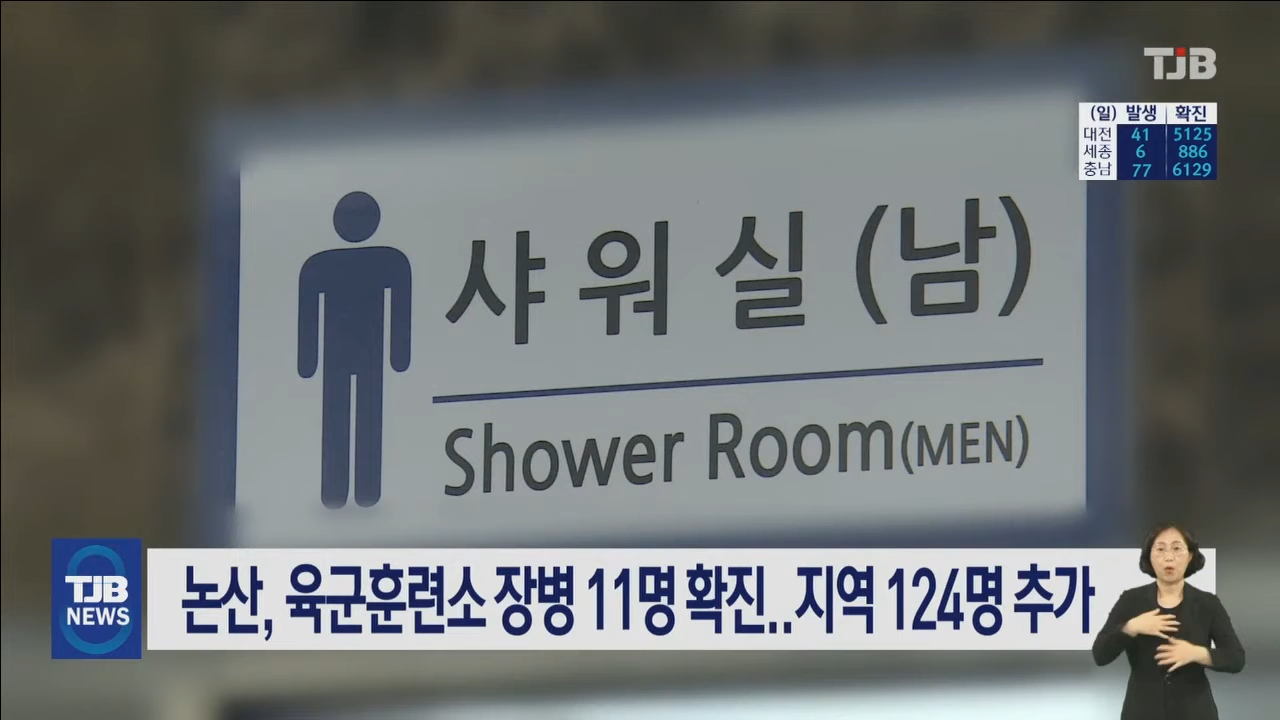 TJB
(일) 발생 확진
대전 41 5125
세종 6 886
충남 77 6129
샤워실 (남)
Shower Room(MEN)
8
TJB
NEWS
논산, 육군훈련소 장병 11명 확진..지역 124명 추가